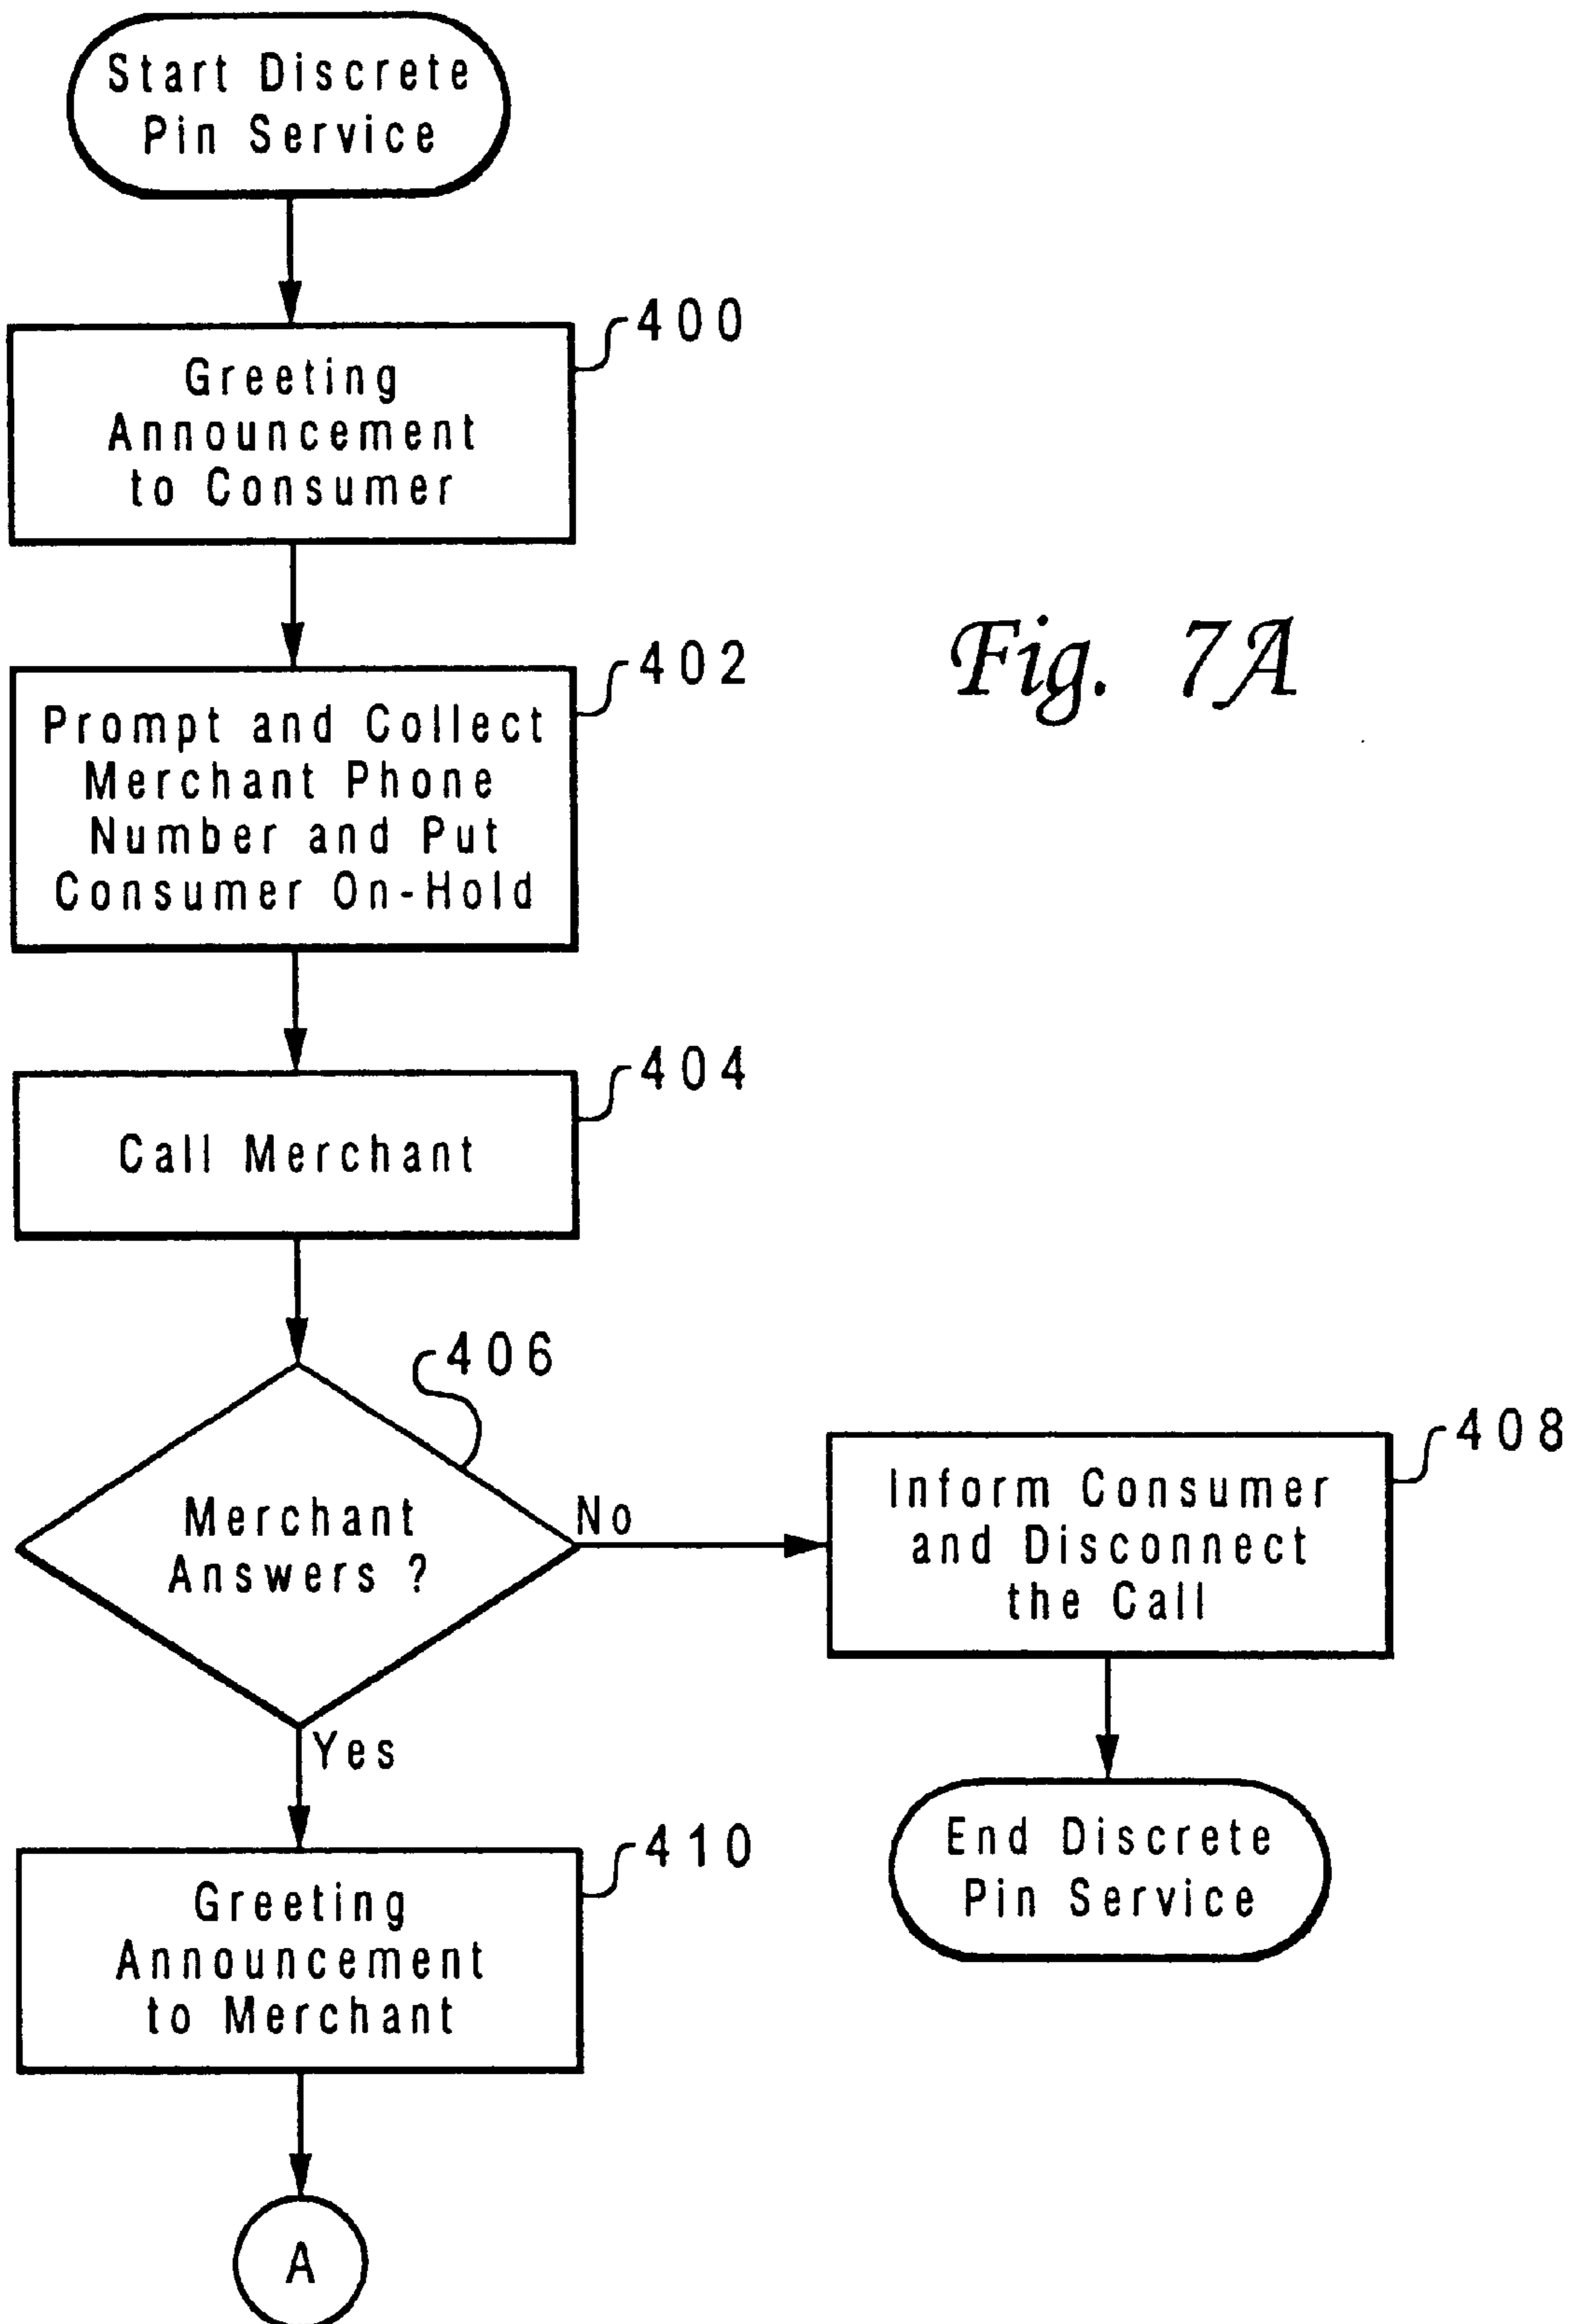 Start Discrete
Pin Service
400
Greeting
Announcement
to Consumer
Fig. 7A
402
Prompt and Collect
Merchant Phone
Number and Put
Consumer On-Hold
404
Call Merchant
406
Merchant
Answers ?
No
408
Inform Consumer
and Disconnect
the Call
Yes
End Discrete
Pin Service
410
Greeting
Announcement
to Merchant
A